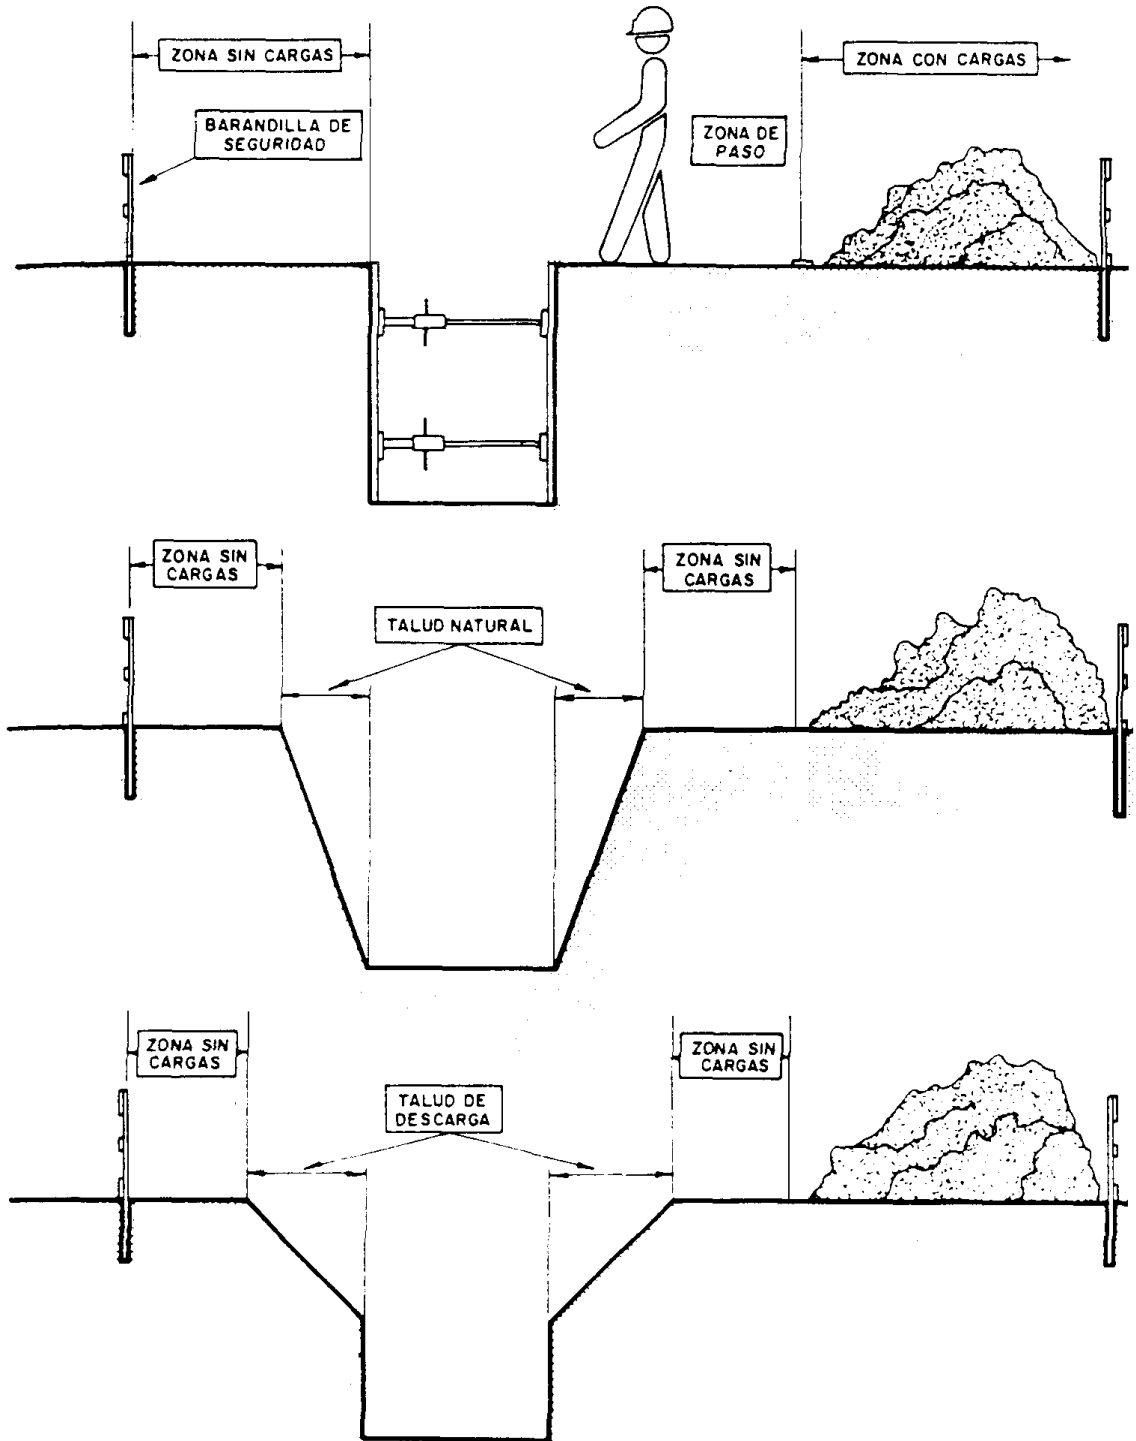 ZONA SIN CARGAS
ZONA CON CARGAS
BARANDILLA DE
SEGURIDAD
ZONA DE
PASO
ZONA SIN
CARGAS
ZONA SIN
CARGAS
TALUD NATURAL
ZONA SIN
CARGAS
ZONA SIN
CARGAS
TALUD DE
DESCARGA